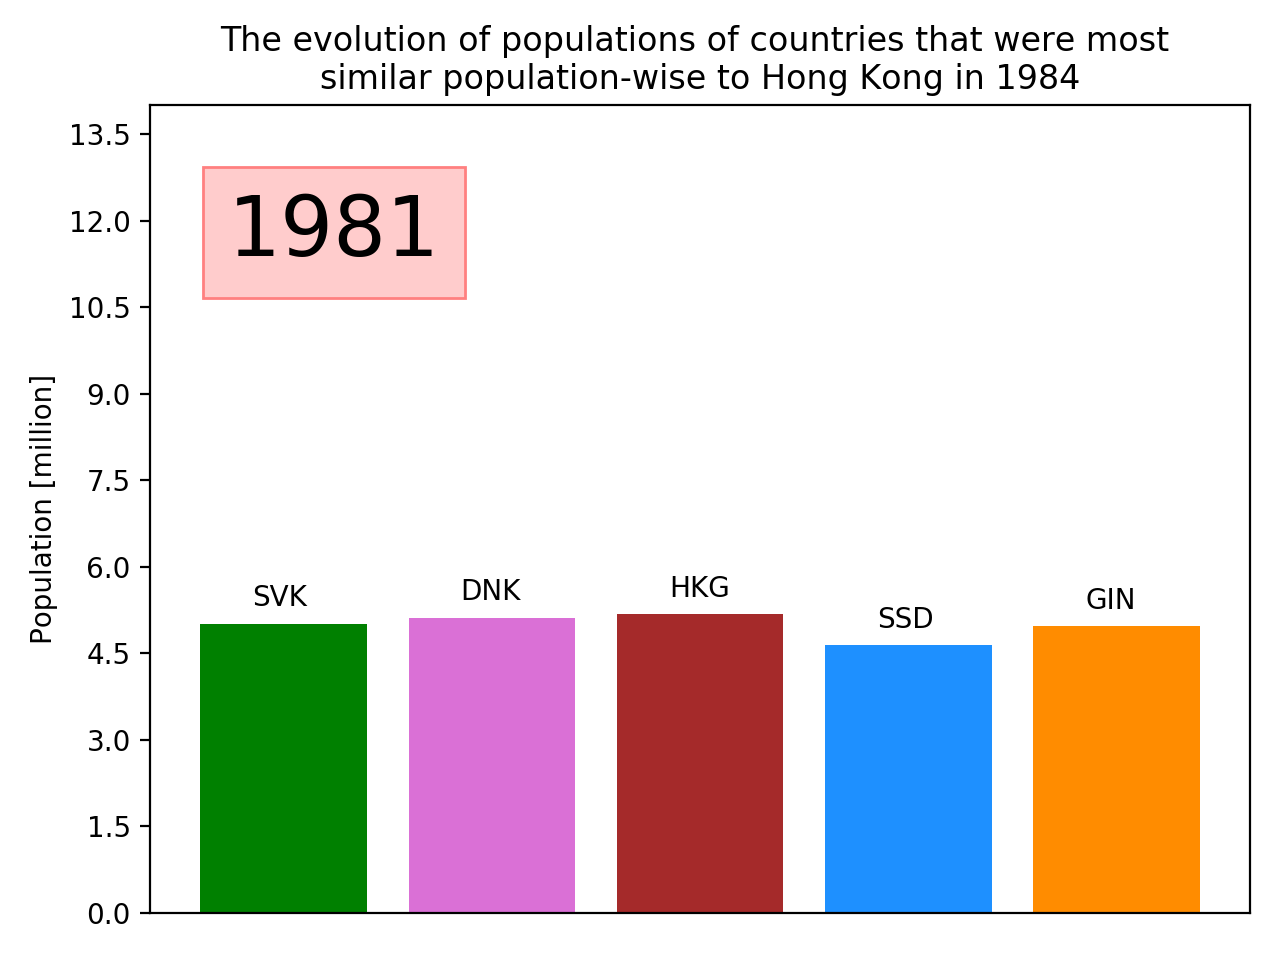 The evolution of populations of countries that were most
similar population-wise to Hong Kong in 1984
13.5
12.0
10.5
9.0
7.5
6.0
4.5
3.0
1.5
0.0
Population [million]
1981
SVK
DNK
HKG
SSD
GIN